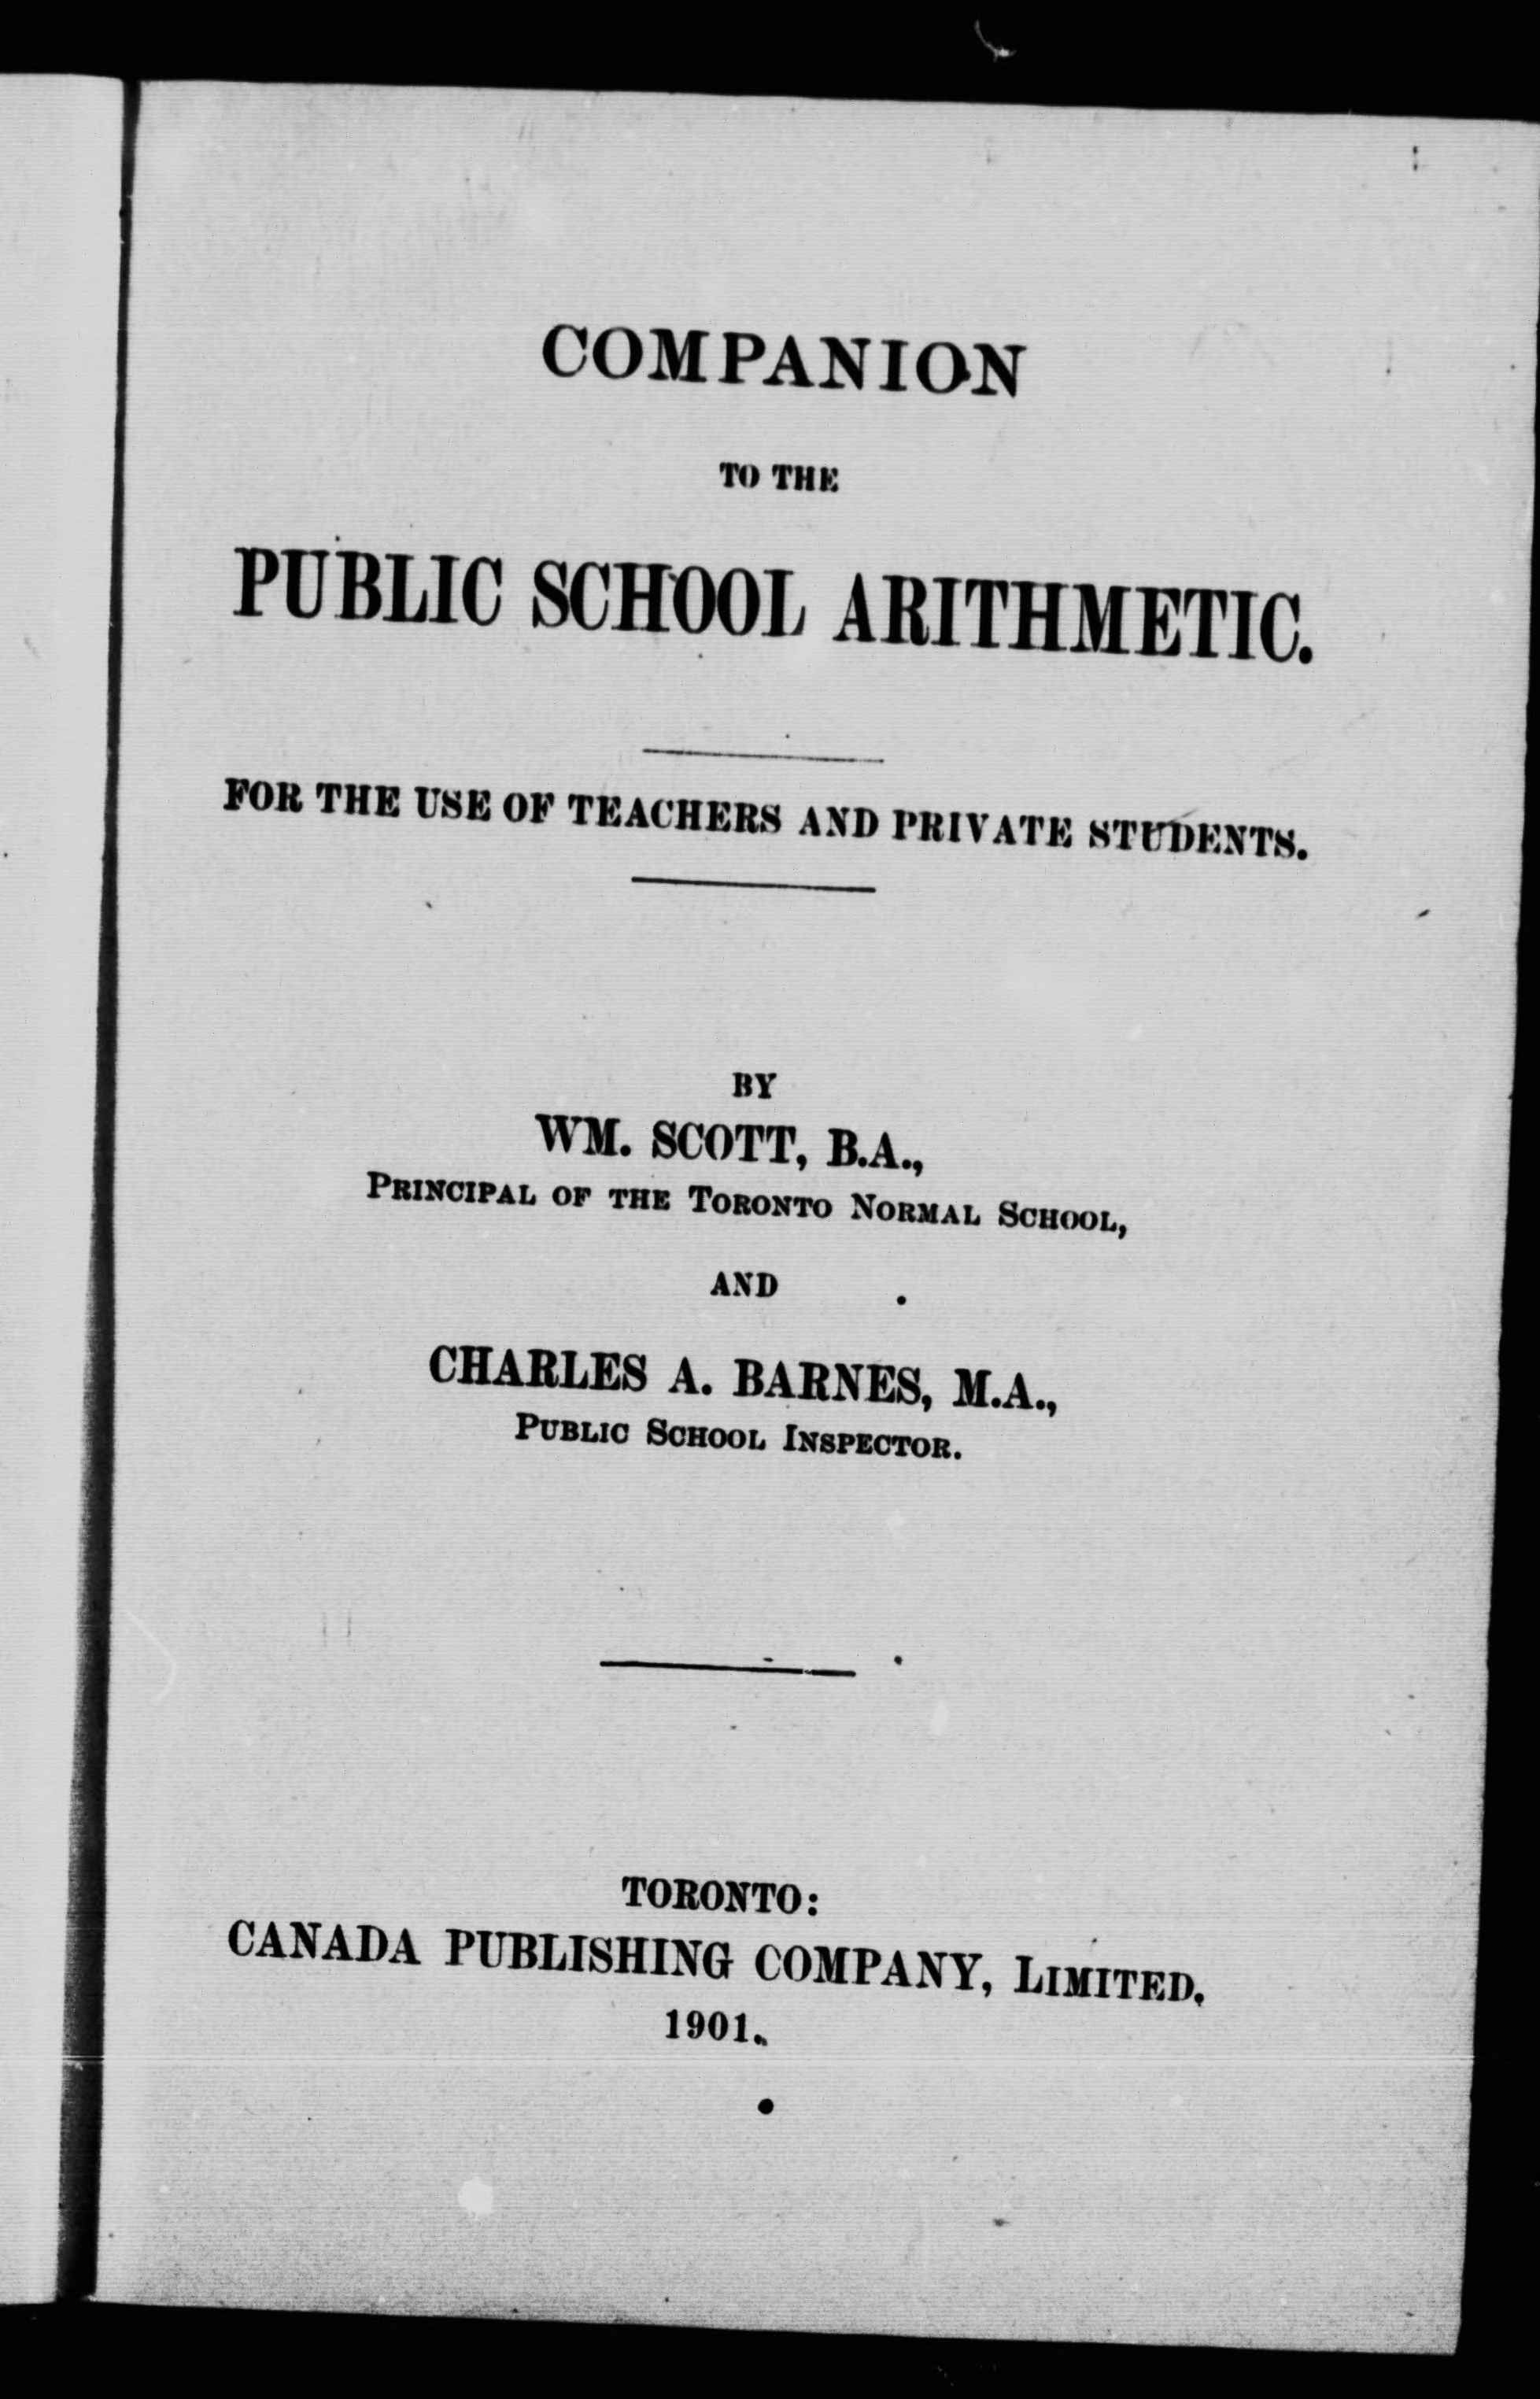 COMPANION
TO THE
PUBLIC SCHOOL ARITHMETIC.
FOR THE USE OF TEACHERS AND PRIVATE STUDENTS.
BY
WM. SCOTT, B.A.,
PRINCIPAL OF THE TORONTO NORMAL SCHOOL,
AND
CHARLES A. BARNES, M.A.,
PUBLIC SCHOOL INSPECTOR.
TORONTO:
CANADA PUBLISHING COMPANY, LIMITED.
1901.